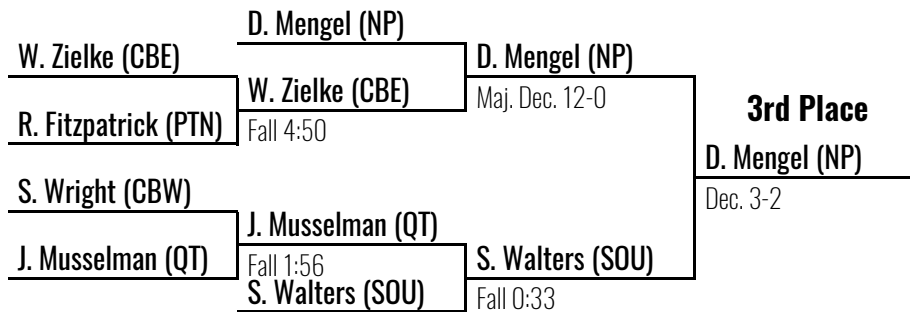 D. Mengel (NP)
W. Zielke (CBE)
D. Mengel (NP)
W. Zielke (CBE)
Maj. Dec. 12-0
3rd Place
R. Fitzpatrick (PTN)
Fall 4:50
D. Mengel (NP)
S. Wright (CBW)
Dec. 3-2
J. Musselman (QT)
J. Musselman (QT)
Fall 1:56
S. Walters (SOU)
S. Walters (SOU)
Fall 0:33